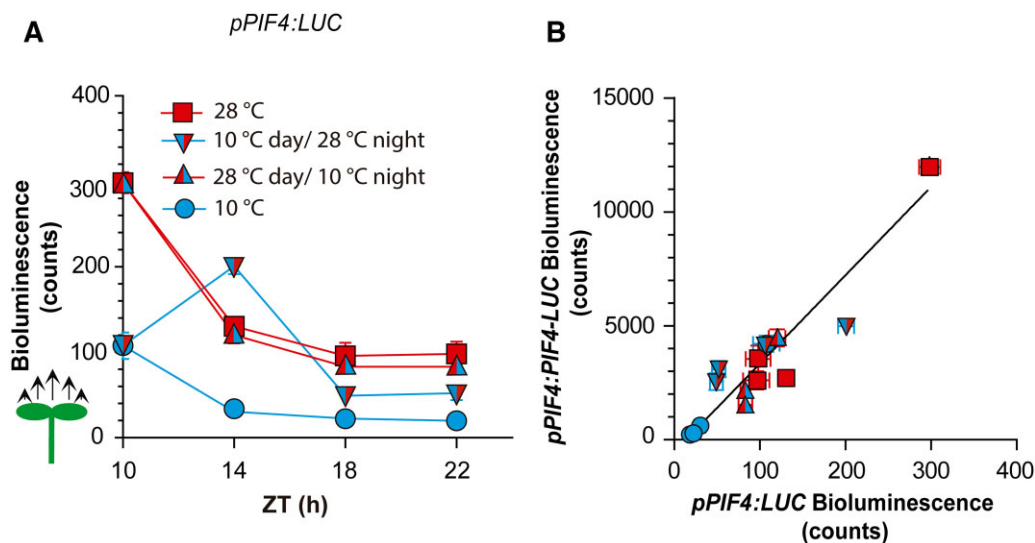 A
pPIF4:LUC
Bioluminescence
(counts)
400
300
200
100
0
28 °C
10 °C day/ 28 °C night
28 °C day/ 10 °C night
10 °C
10 14 18 22
ZT (h)
B
pPIF4:PIF4-LUC Bioluminescence
(counts)
15000
12000
5000
0
0 100 200 300 400
pPIF4:LUC Bioluminescence
(counts)